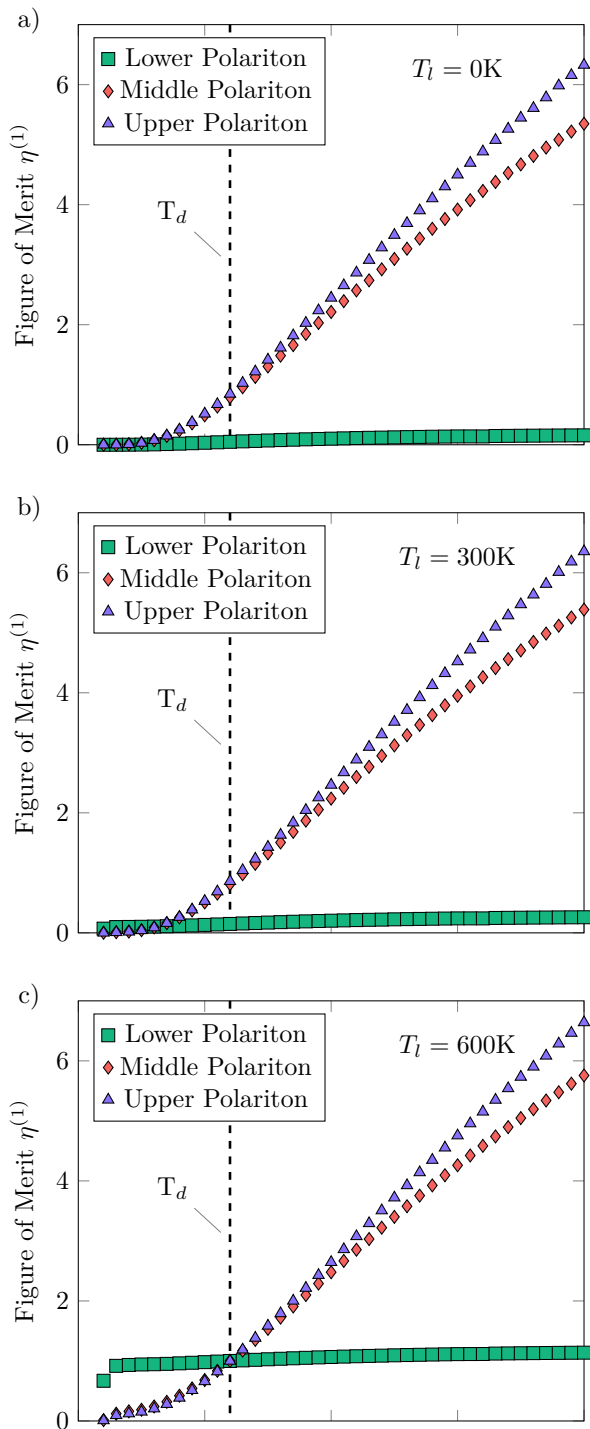 a)
Lower Polariton
Middle Polariton
Upper Polariton
T_l = 0K
T_d
Figure of Merit η^(1)
6
4
2
0
b)
Lower Polariton
Middle Polariton
Upper Polariton
T_l = 300K
T_d
Figure of Merit η^(1)
6
4
2
0
c)
Lower Polariton
Middle Polariton
Upper Polariton
T_l = 600K
T_d
Figure of Merit η^(1)
6
4
2
0